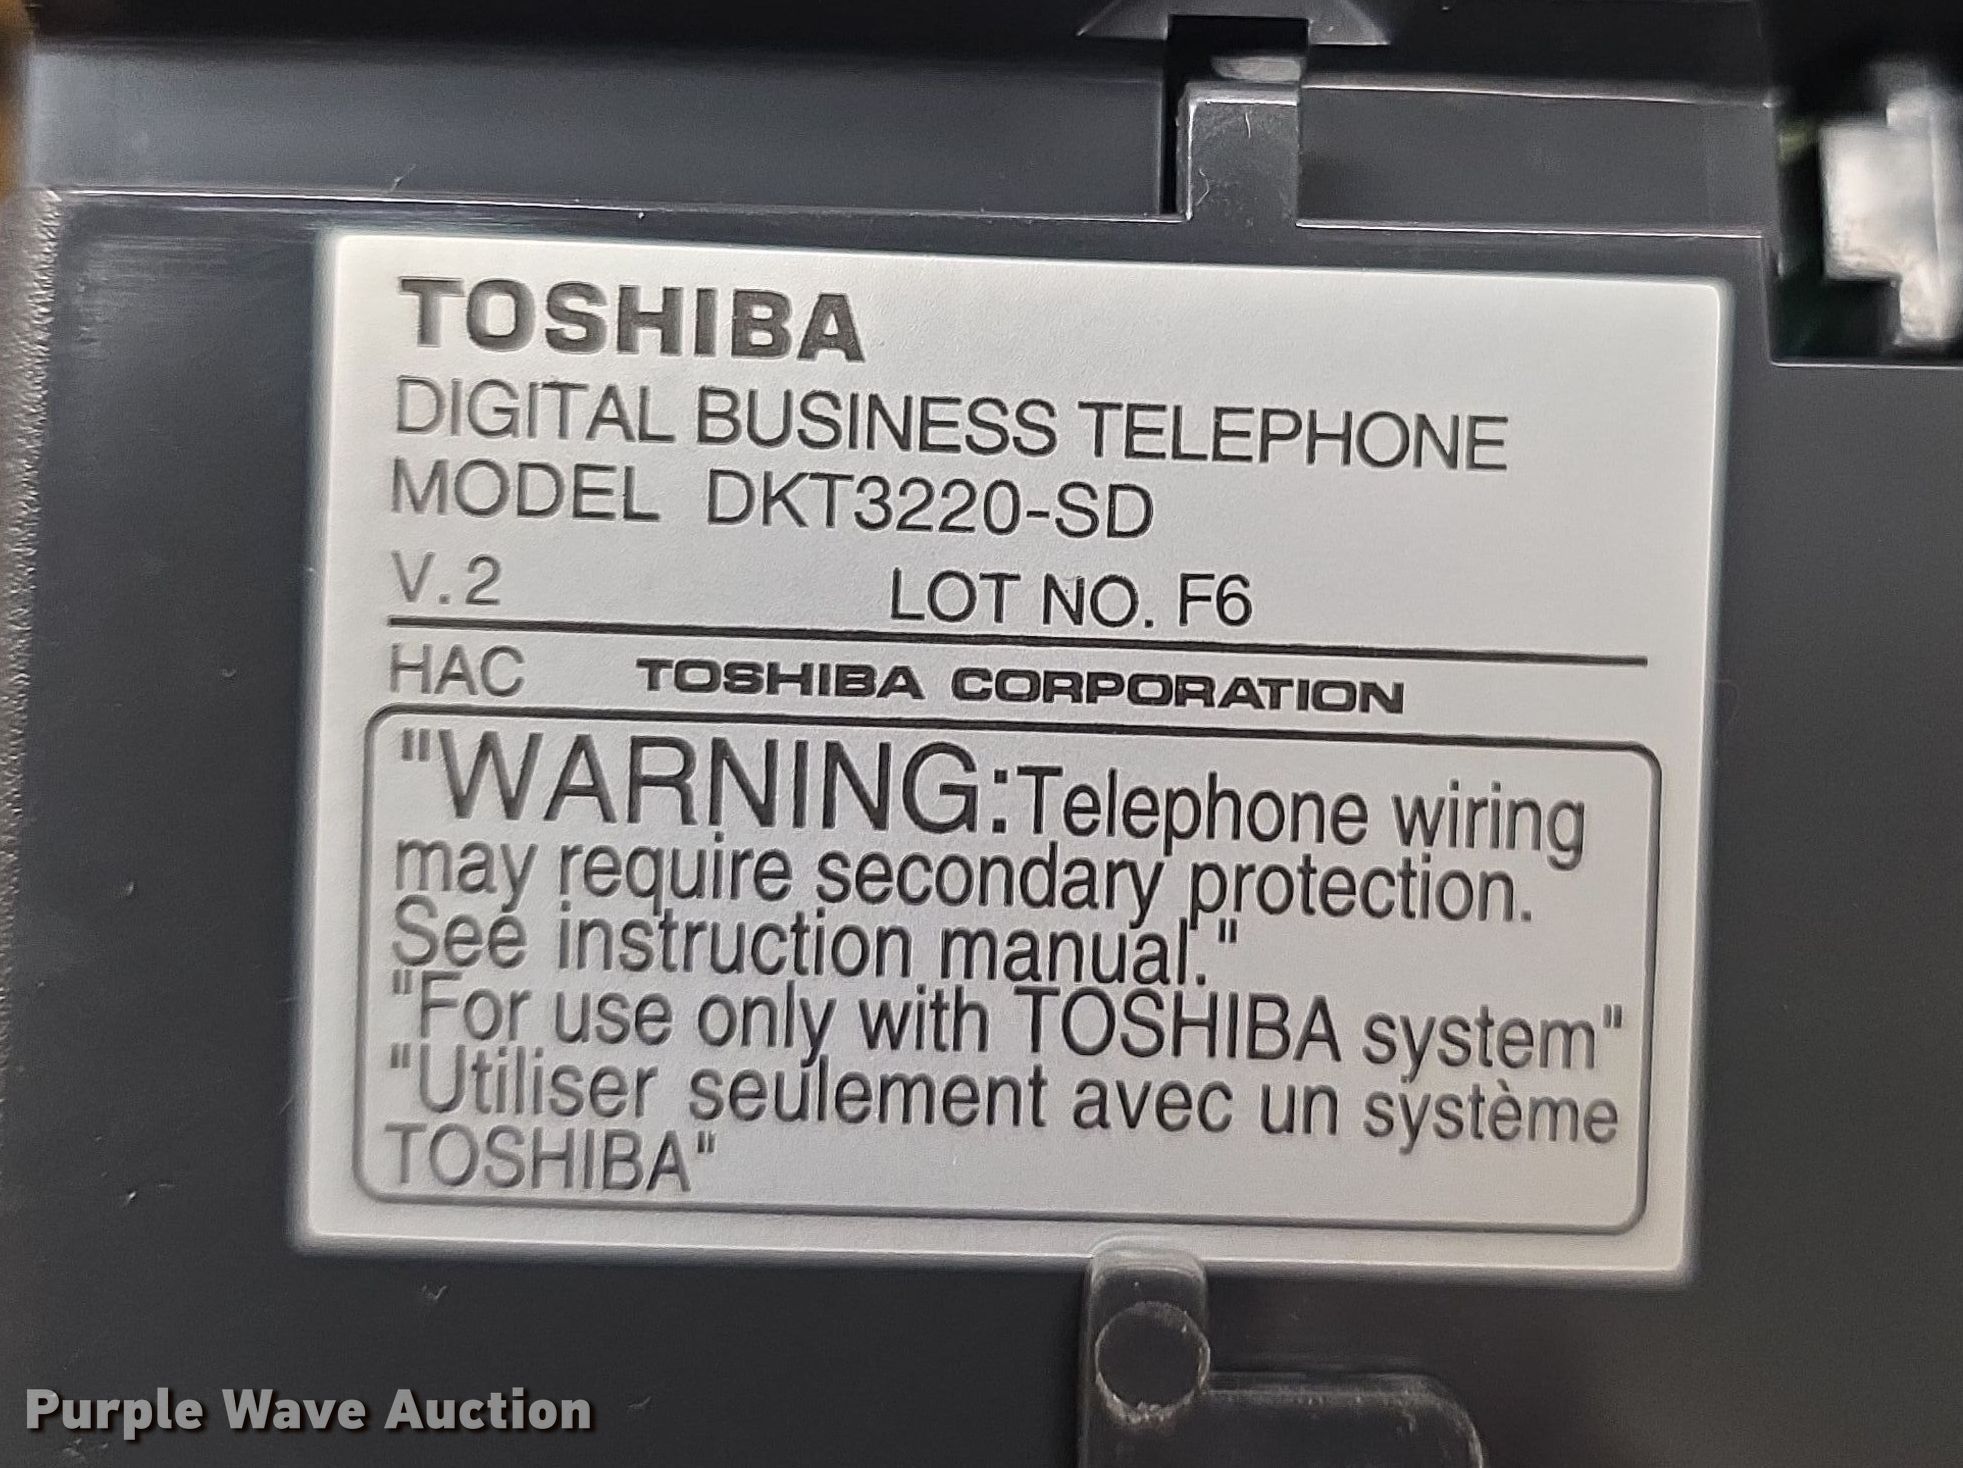 TOSHIBA
DIGITAL BUSINESS TELEPHONE
MODEL DKT3220-SD
V.2 LOT NO. F6
HAC TOSHIBA CORPORATION
"WARNING:Telephone wiring
may require secondary protection.
See instruction manual."
"For use only with TOSHIBA system"
"Utiliser seulement avec un système
TOSHIBA"
Purple Wave Auction